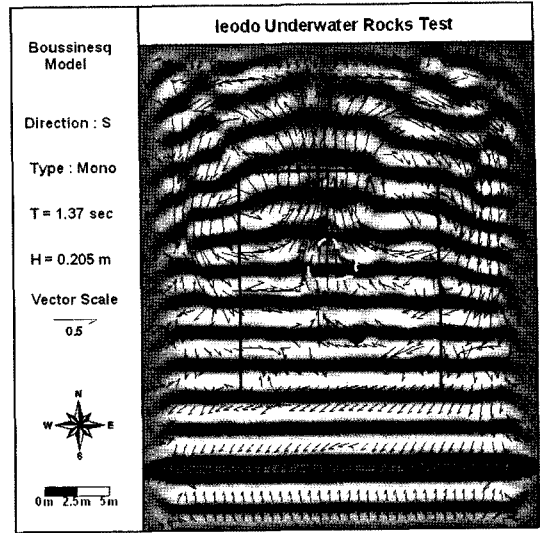 Ieodo Underwater Rocks Test
Boussinesq
Model
Direction : S
Type : Mono
T = 1.37 sec
H = 0.205 m
Vector Scale
0.5
N
W E
S
0m 2.5m 5m